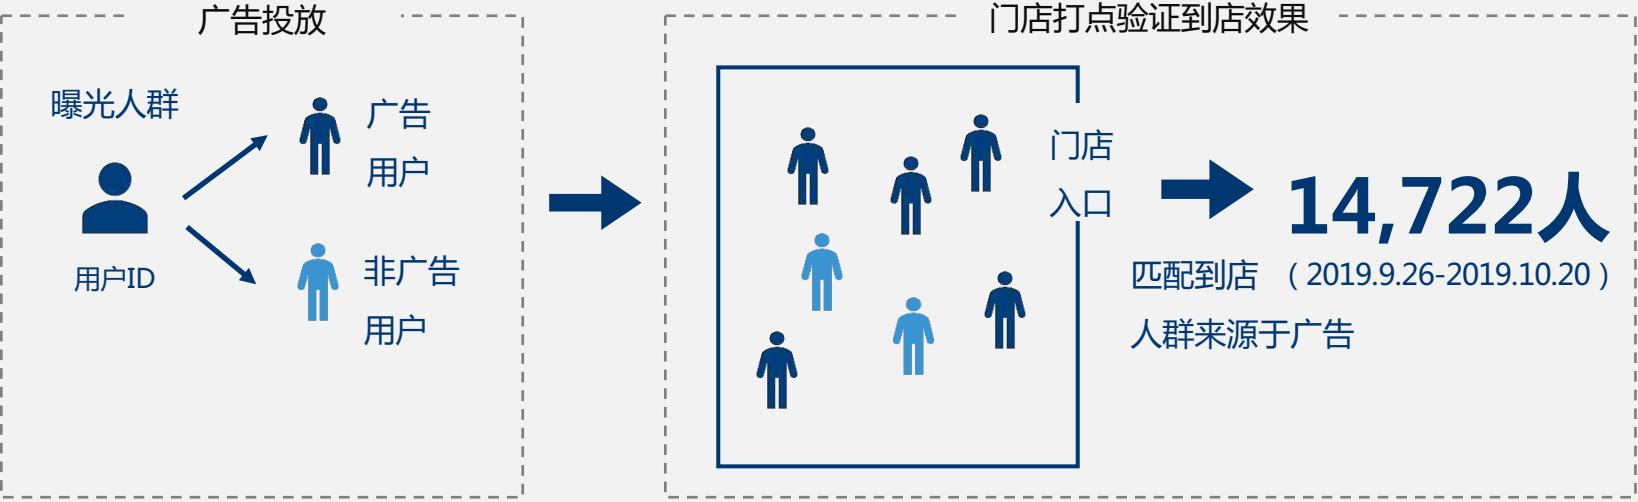 广告投放
曝光人群
用户ID
广告
用户
非广告
用户
门店打点验证到店效果
门店
入口
14,722人
匹配到店 （2019.9.26-2019.10.20）
人群来源于广告